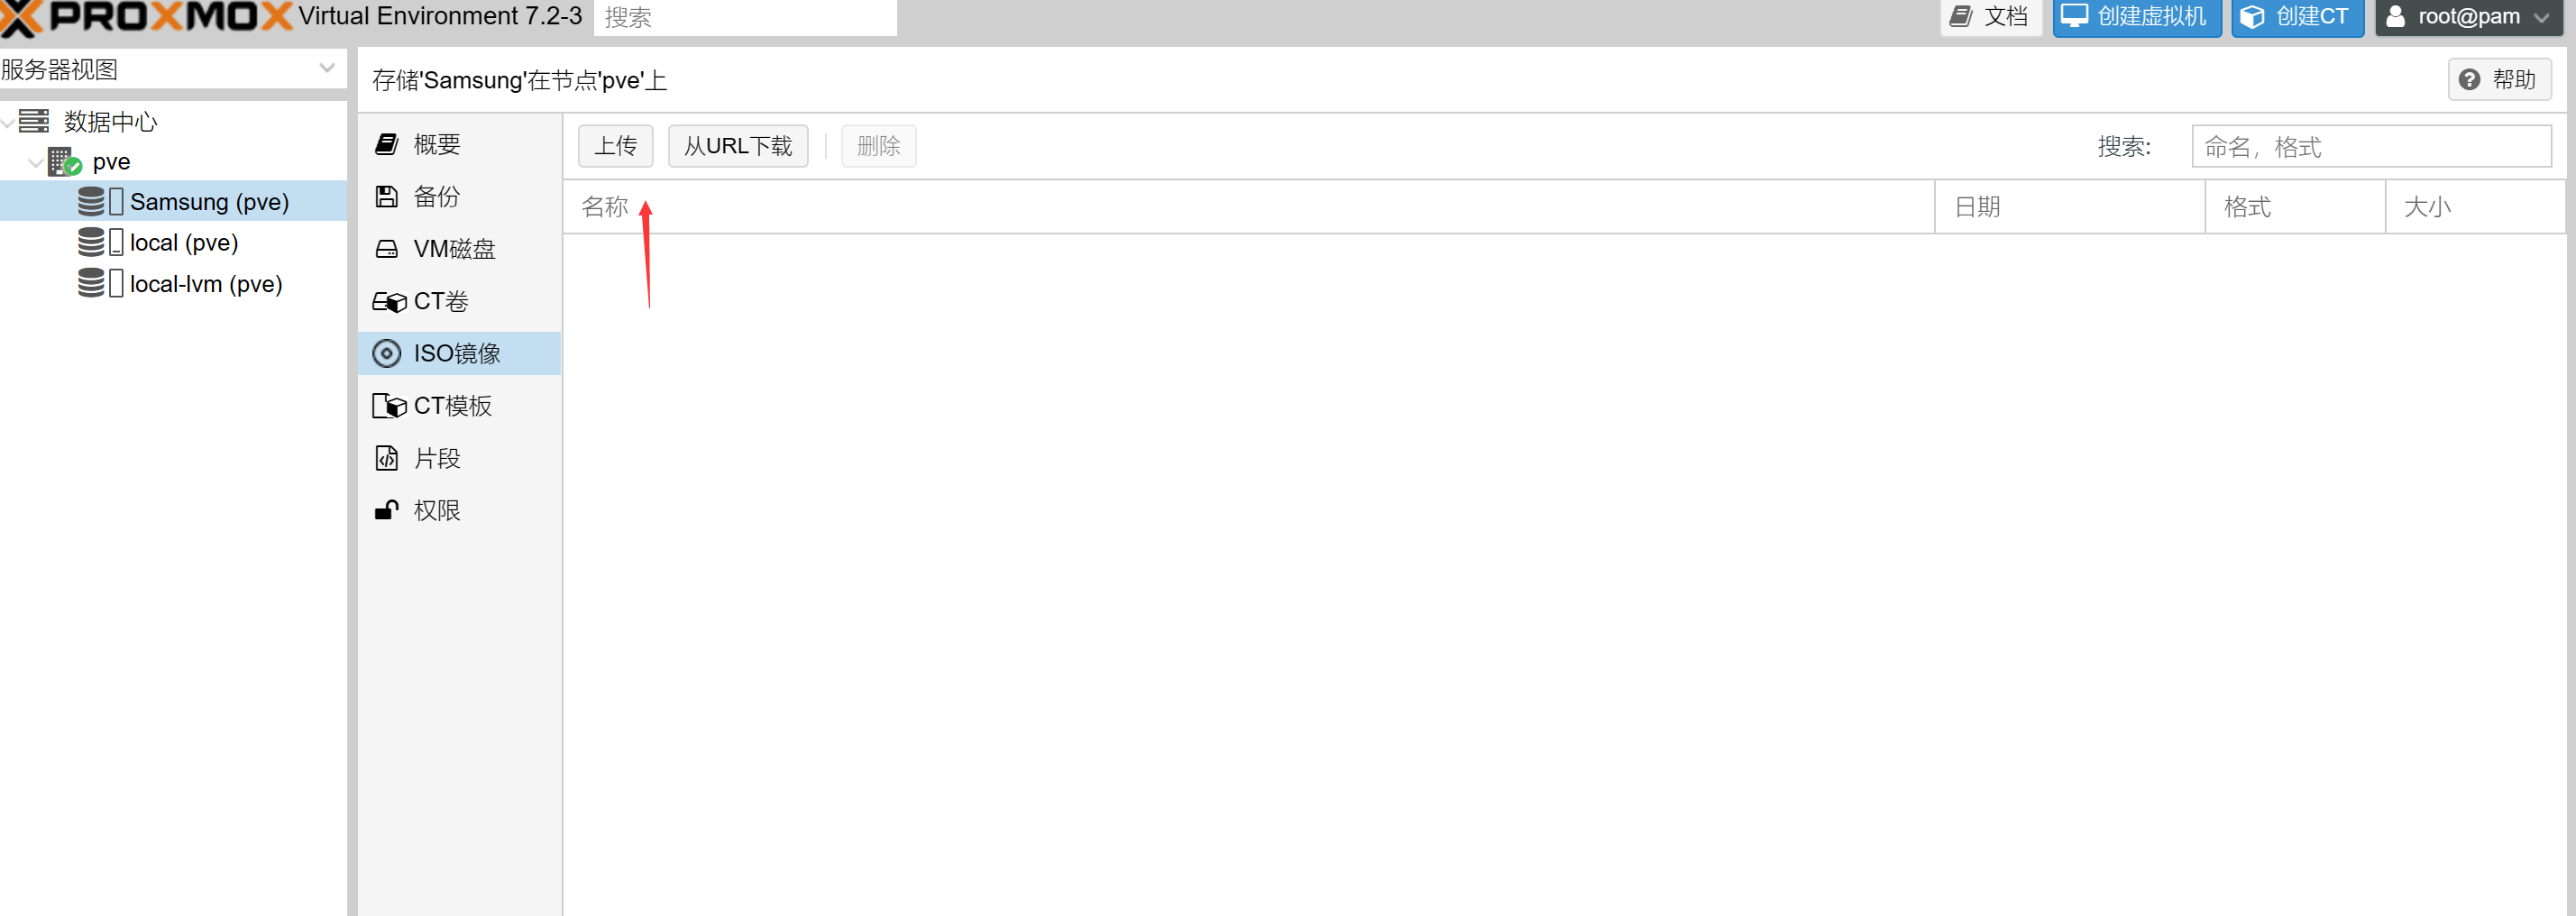 PROXMOX Virtual Environment 7.2-3 搜索 文档 创建虚拟机 创建CT root@pam
服务器视图
存储'Samsung'在节点'pve'上 帮助
数据中心
pve
Samsung (pve)
local (pve)
local-lvm (pve)
概要
备份
VM磁盘
CT卷
ISO镜像
CT模板
片段
权限
上传 从URL下载 删除 搜索: 命名，格式
名称 日期 格式 大小